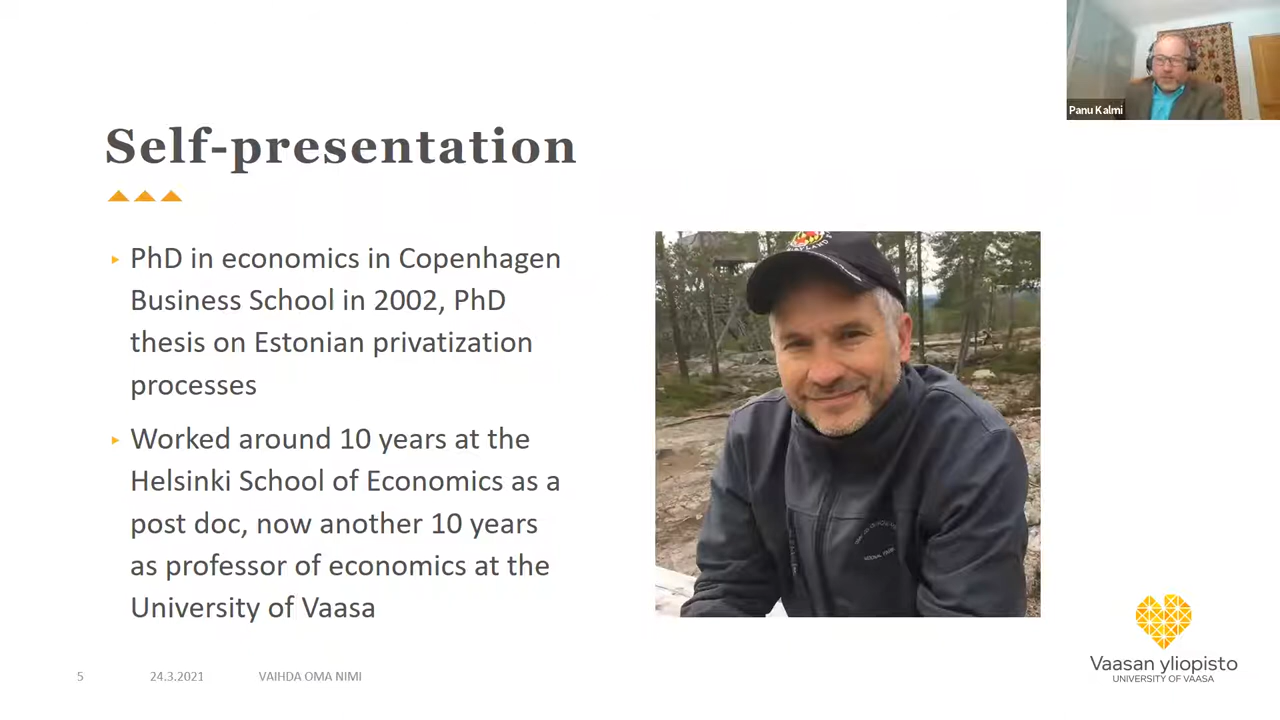 Panu Kalmi
Self-presentation
PhD in economics in Copenhagen
Business School in 2002, PhD
thesis on Estonian privatization
processes
Worked around 10 years at the
Helsinki School of Economics as a
post doc, now another 10 years
as professor of economics at the
University of Vaasa
5
24.3.2021
VAIHDA OMA NIMI
Vaasan yliopisto
UNIVERSITY OF VAASA